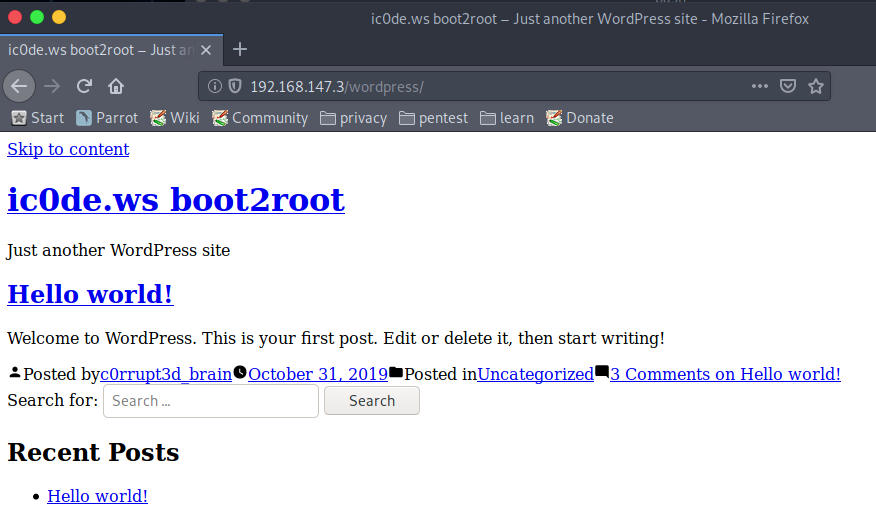 ic0de.ws boot2root – Just another WordPress site - Mozilla Firefox
ic0de.ws boot2root – Just an
192.168.147.3/wordpress/
Start Parrot Wiki Community privacy pentest learn Donate
Skip to content
ic0de.ws boot2root
Just another WordPress site
Hello world!
Welcome to WordPress. This is your first post. Edit or delete it, then start writing!
Posted byc0rrupt3d_brainOctober 31, 2019Posted inUncategorized3 Comments on Hello world!
Search for: Search … Search
Recent Posts
Hello world!